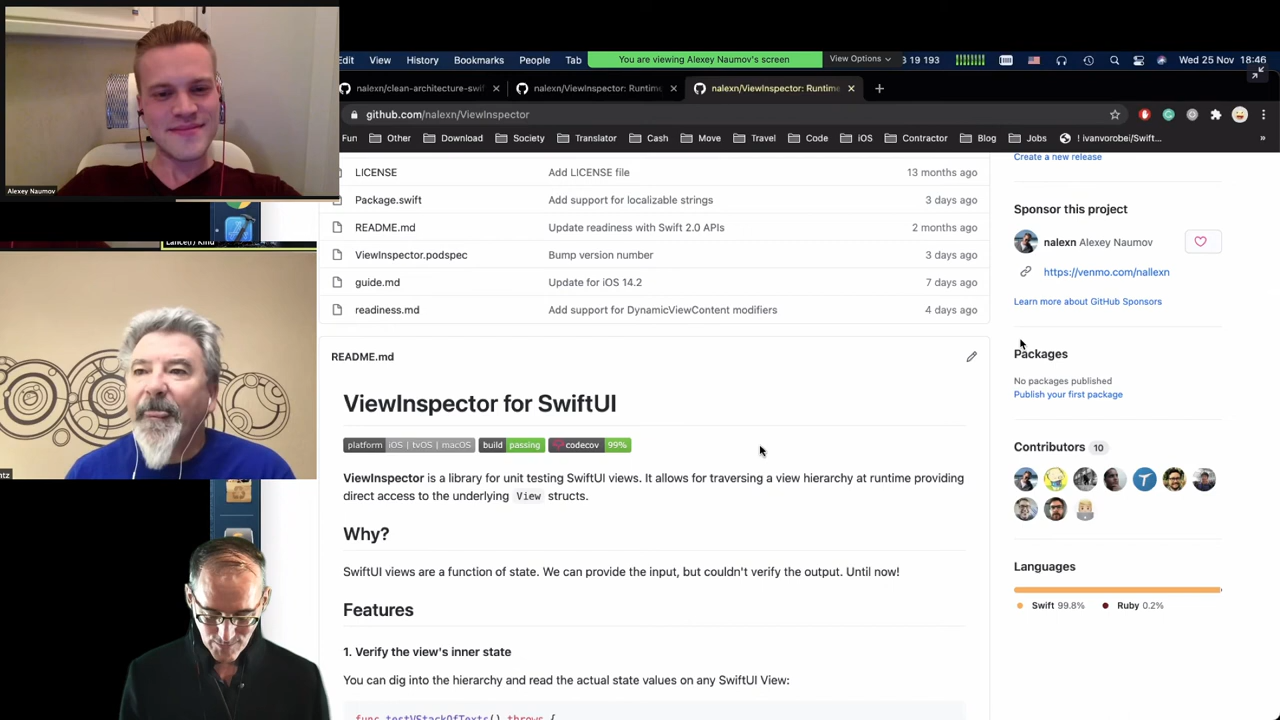 Edit View History Bookmarks People Tab
You are viewing Alexey Naumov's screen
View Options
19 193
Wed 25 Nov 18:46
nalexn/clean-architecture-swif
nalexn/ViewInspector: Runtim
nalexn/ViewInspector: Runtim
github.com/nalexn/ViewInspector
Fun Other Download Society Translator Cash Move Travel Code iOS Contractor Blog Jobs ! ivanvorobei/Swift...
Alexey Naumov
LICENSE Add LICENSE file 13 months ago
Package.swift Add support for localizable strings 3 days ago
README.md Update readiness with Swift 2.0 APIs 2 months ago
ViewInspector.podspec Bump version number 3 days ago
guide.md Update for iOS 14.2 7 days ago
readiness.md Add support for DynamicViewContent modifiers 4 days ago
README.md
ViewInspector for SwiftUI
platform iOS | tvOS | macOS build passing codecov 99%
ViewInspector is a library for unit testing SwiftUI views. It allows for traversing a view hierarchy at runtime providing
direct access to the underlying View structs.
Why?
SwiftUI views are a function of state. We can provide the input, but couldn't verify the output. Until now!
Features
1. Verify the view's inner state
You can dig into the hierarchy and read the actual state values on any SwiftUI View:
func testVStackOfTexts() throws {
Create a new release
Sponsor this project
nalexn Alexey Naumov
https://venmo.com/nallexn
Learn more about GitHub Sponsors
Packages
No packages published
Publish your first package
Contributors 10
Languages
Swift 99.8% Ruby 0.2%